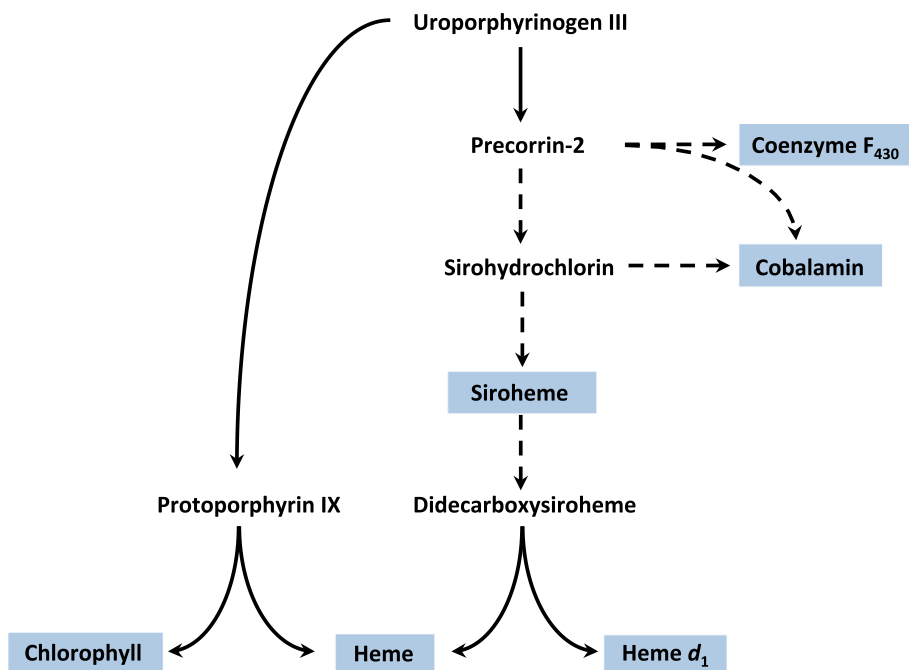 Uroporphyrinogen III
Precorrin-2
Coenzyme F₄₃₀
Sirohydrochlorin
Cobalamin
Siroheme
Protoporphyrin IX
Didecarboxysiroheme
Chlorophyll
Heme
Heme d₁